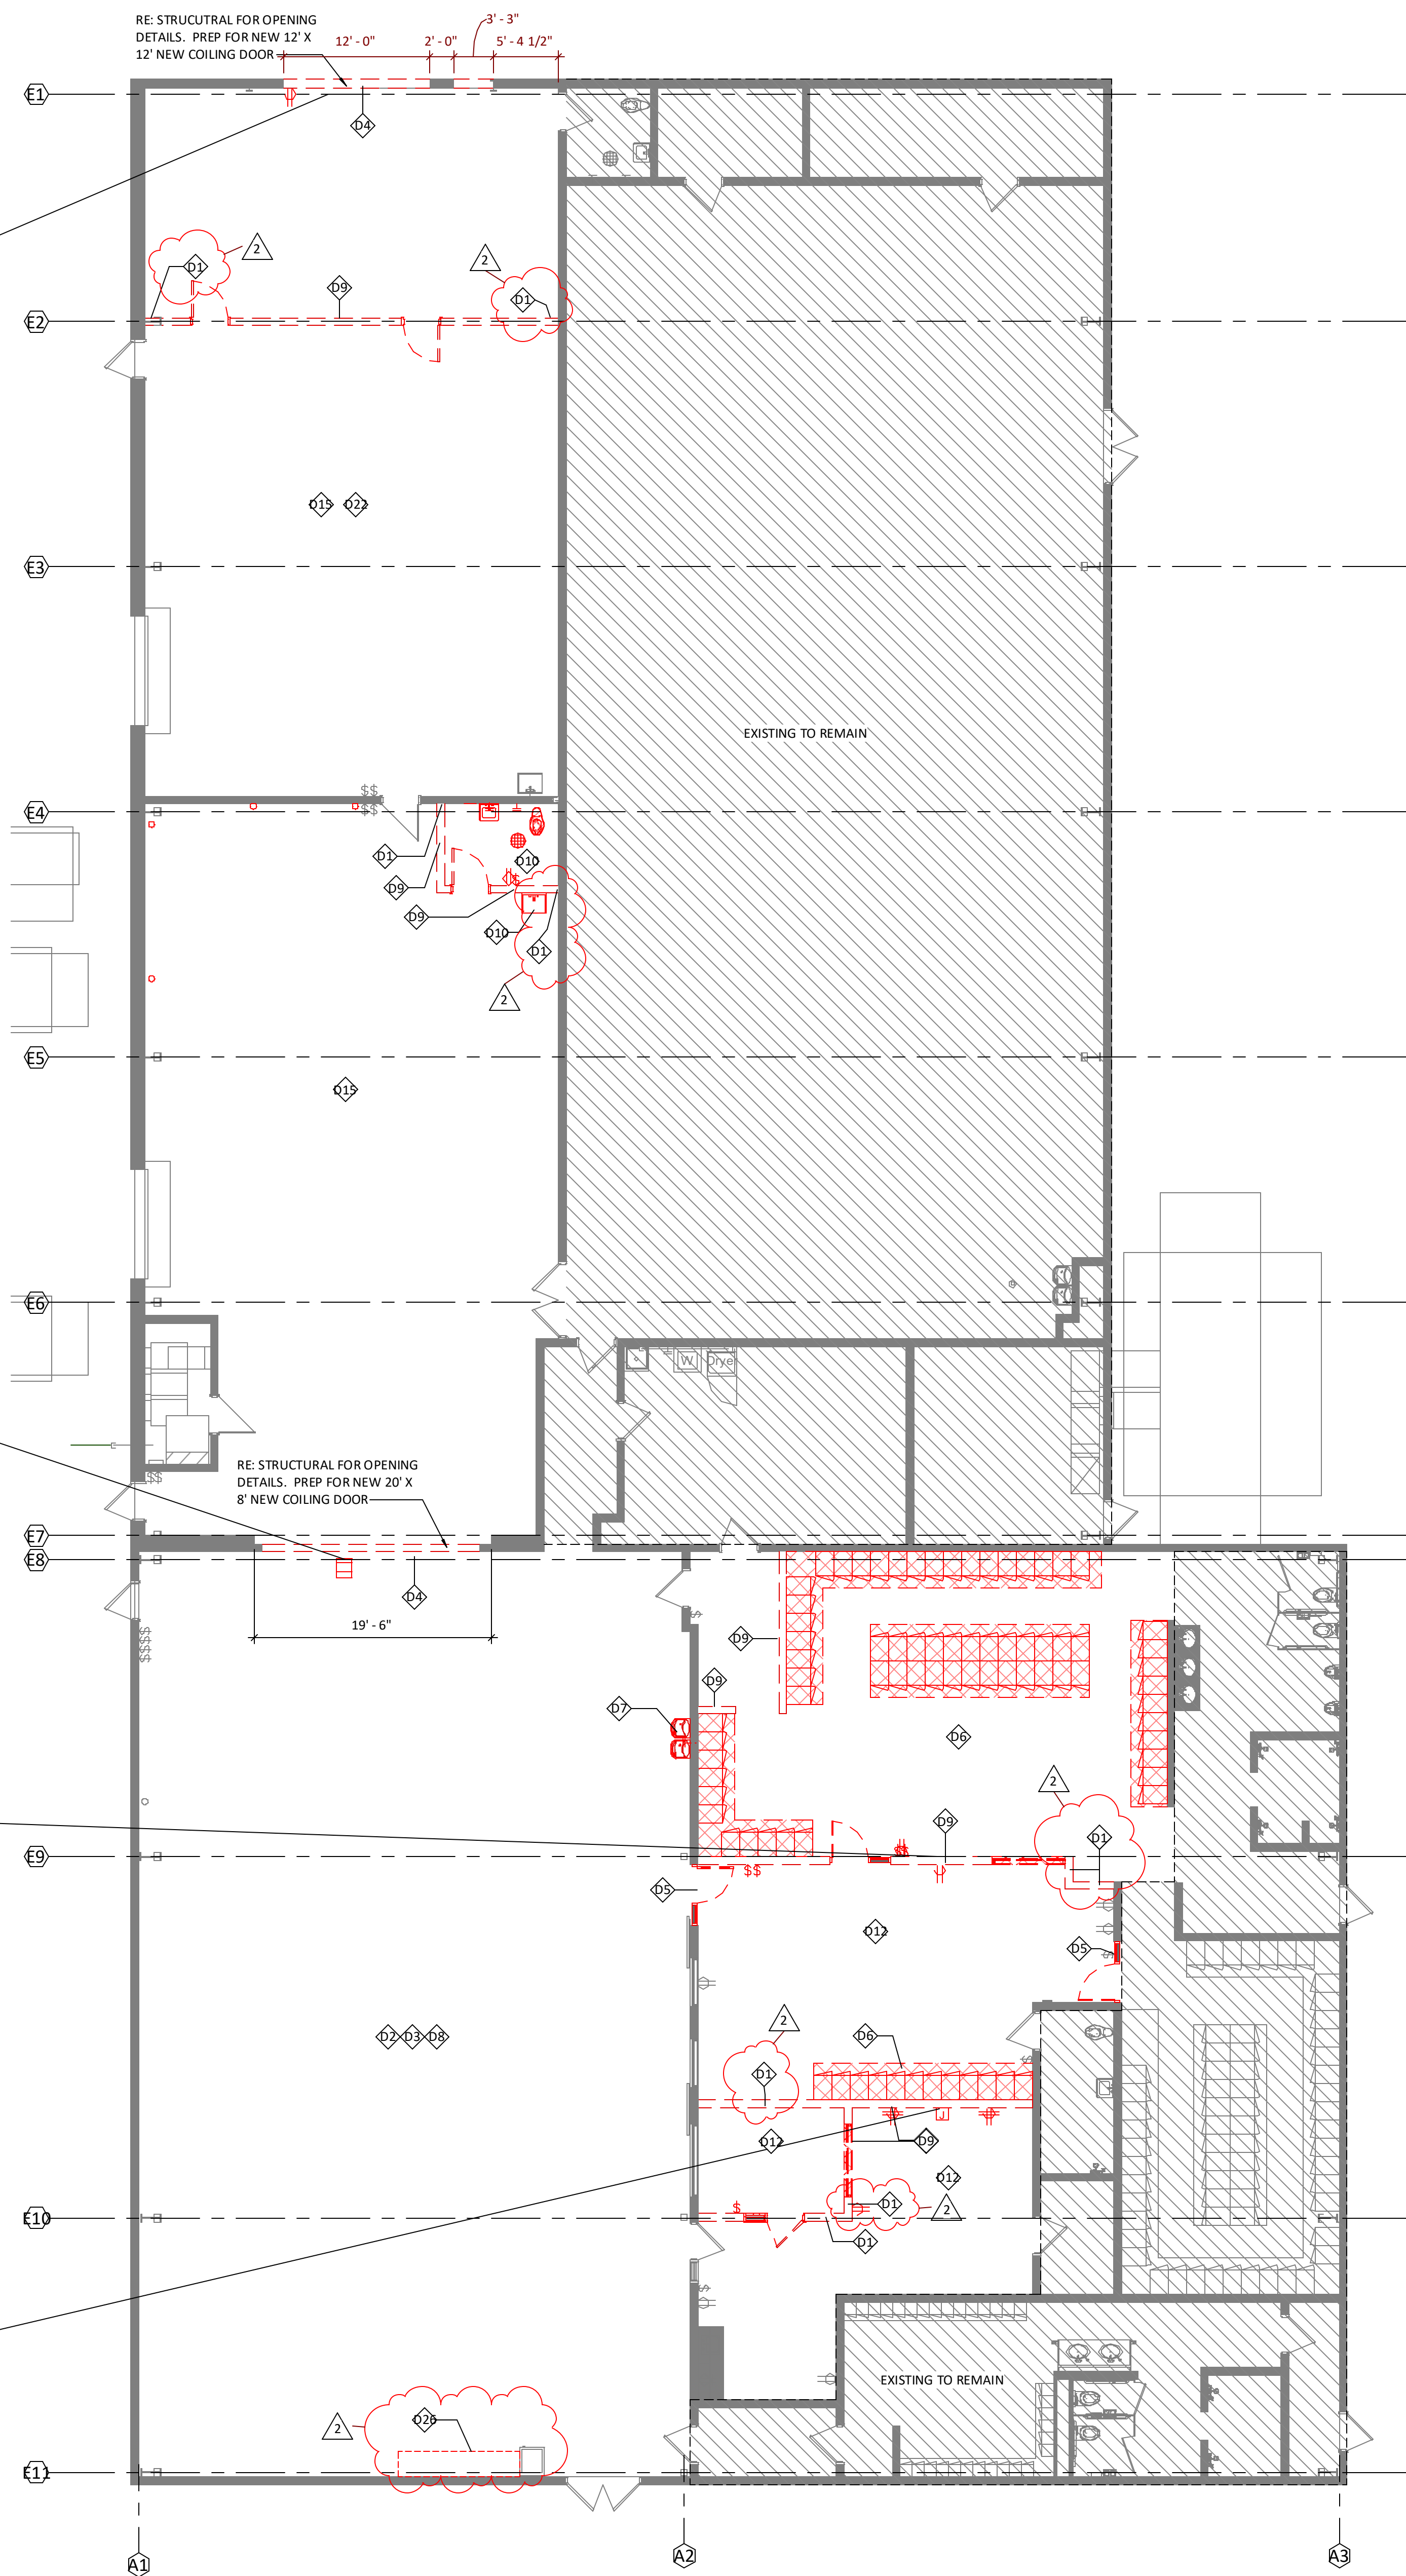 RE: STRUCUTRAL FOR OPENING
DETAILS. PREP FOR NEW 12' X
12' NEW COILING DOOR
12' - 0"
2' - 0"
3' - 3"
5' - 4 1/2"
E1
D4
2
D1
D9
2
D1
E2
D15
D22
E3
EXISTING TO REMAIN
$$
$$
E4
D1
D10
D9
$
D9
D10
D1
2
E5
D15
E6
W
Dryer
RE: STRUCTURAL FOR OPENING
DETAILS. PREP FOR NEW 20' X
8' NEW COILING DOOR
$$
E7
E8
D4
19' - 6"
$
$$$$
D9
D9
D7
D6
2
D9
D1
E9
$$
D5
D12
D5
$
2
D6
D1
$
J
D12
D9
D12
$
D1
2
E10
D1
$
EXISTING TO REMAIN
D2
D3
D8
2
D26
E11
A1
A2
A3